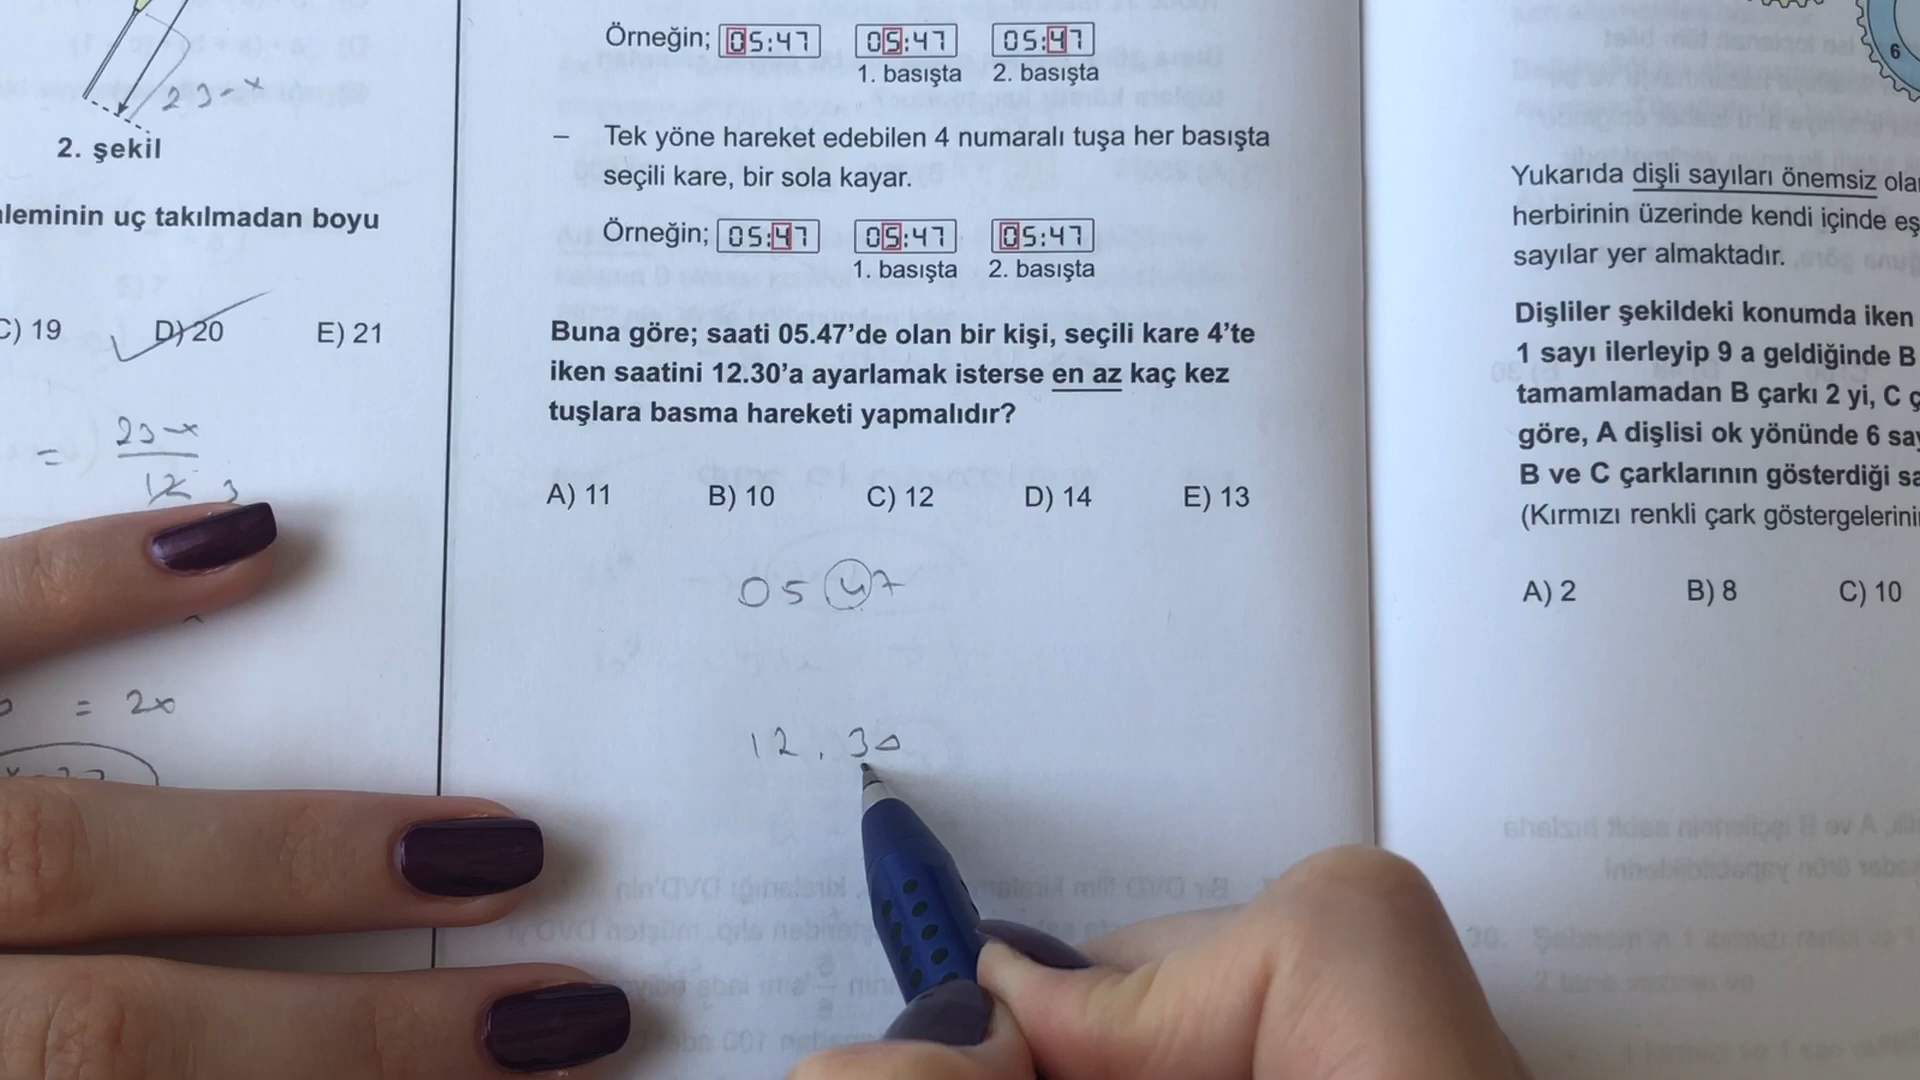 23-x
2. şekil
uç takılmadan boyu
C) 19 D) 20 E) 21
= 23-x
12 3
= 20
Örneğin; 05:47 05:47 05:47
1. basışta 2. basışta
– Tek yöne hareket edebilen 4 numaralı tuşa her basışta
seçili kare, bir sola kayar.
Örneğin; 05:47 05:47 05:47
1. basışta 2. basışta
Buna göre; saati 05.47’de olan bir kişi, seçili kare 4’te
iken saatini 12.30’a ayarlamak isterse en az kaç kez
tuşlara basma hareketi yapmalıdır?
A) 11 B) 10 C) 12 D) 14 E) 13
05 47
12.30
6
Yukarıda dişli sayıları önemsiz
herbirinin üzerinde kendi içinde
sayılar yer almaktadır.
Dişliler şekildeki konumda iken
1 sayı ilerleyip 9 a geldiğinde B
tamamlamadan B çarkı 2 yi, C
göre, A dişlisi ok yönünde 6
B ve C çarklarının gösterdiği
(Kırmızı renkli çark
A) 2 B) 8 C) 10